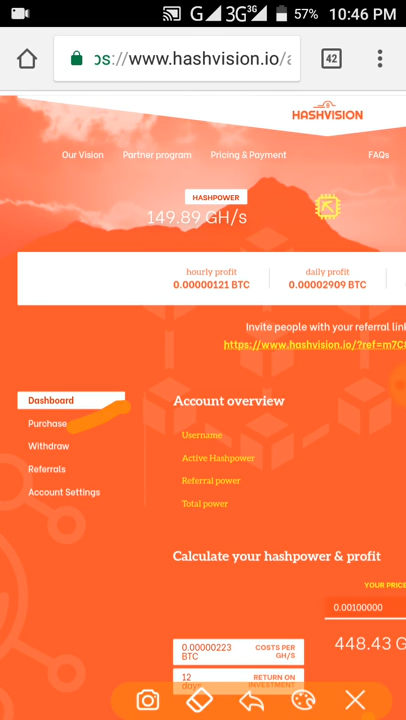 G 3G 3G 57% 10:46 PM
ps://www.hashvision.io/a
42
HASHVISION
Our Vision Partner program Pricing & Payment FAQs
HASHPOWER
149.89 GH/s
hourly profit daily profit
0.00000121 BTC 0.00002909 BTC
Invite people with your referral link
https://www.hashvision.io/?ref=m7C
Dashboard
Purchase
Withdraw
Referrals
Account Settings
Account overview
Username
Active Hashpower
Referral power
Total power
Calculate your hashpower & profit
YOUR PRICE
0.00100000
448.43 G
0.00000223 BTC COSTS PER GH/S
12 days RETURN ON INVESTMENT